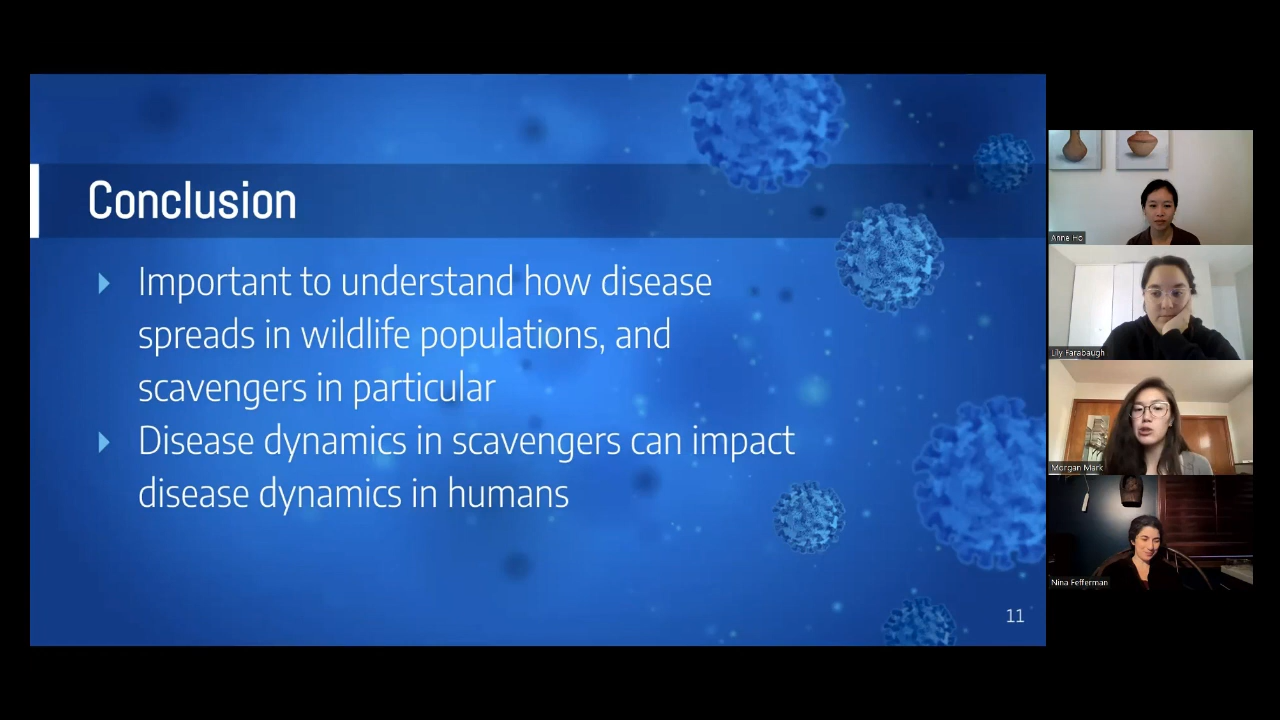 Conclusion
Important to understand how disease
spreads in wildlife populations, and
scavengers in particular
Disease dynamics in scavengers can impact
disease dynamics in humans
11
Anne Ho
Lily Farabaugh
Morgan Mark
Nina Fefferman